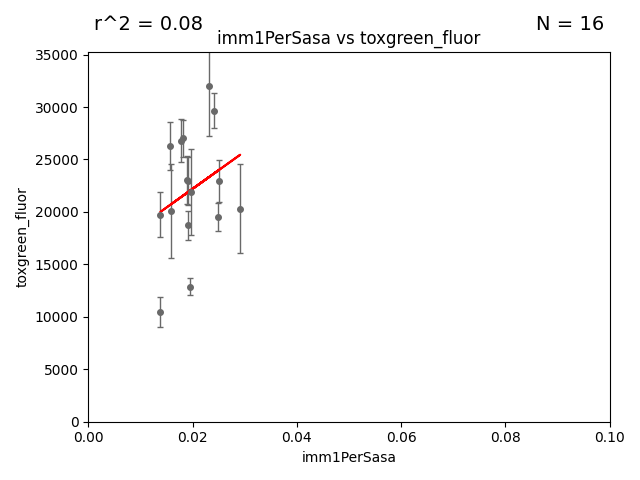 r^2 = 0.08
N = 16
imm1PerSasa vs toxgreen_fluor
35000
30000
25000
20000
15000
10000
5000
0
toxgreen_fluor
0.00
0.02
0.04
0.06
0.08
0.10
imm1PerSasa